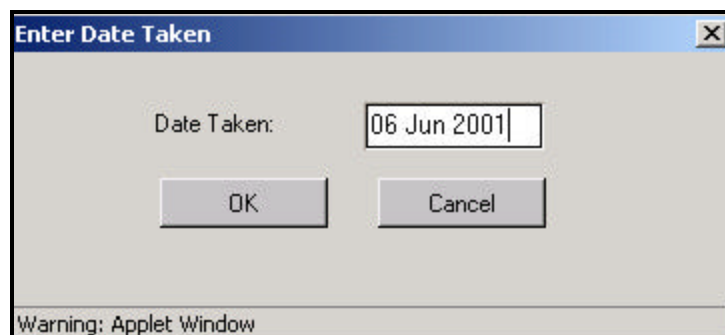 Enter Date Taken
Date Taken: 06 Jun 2001
OK Cancel
Warning: Applet Window